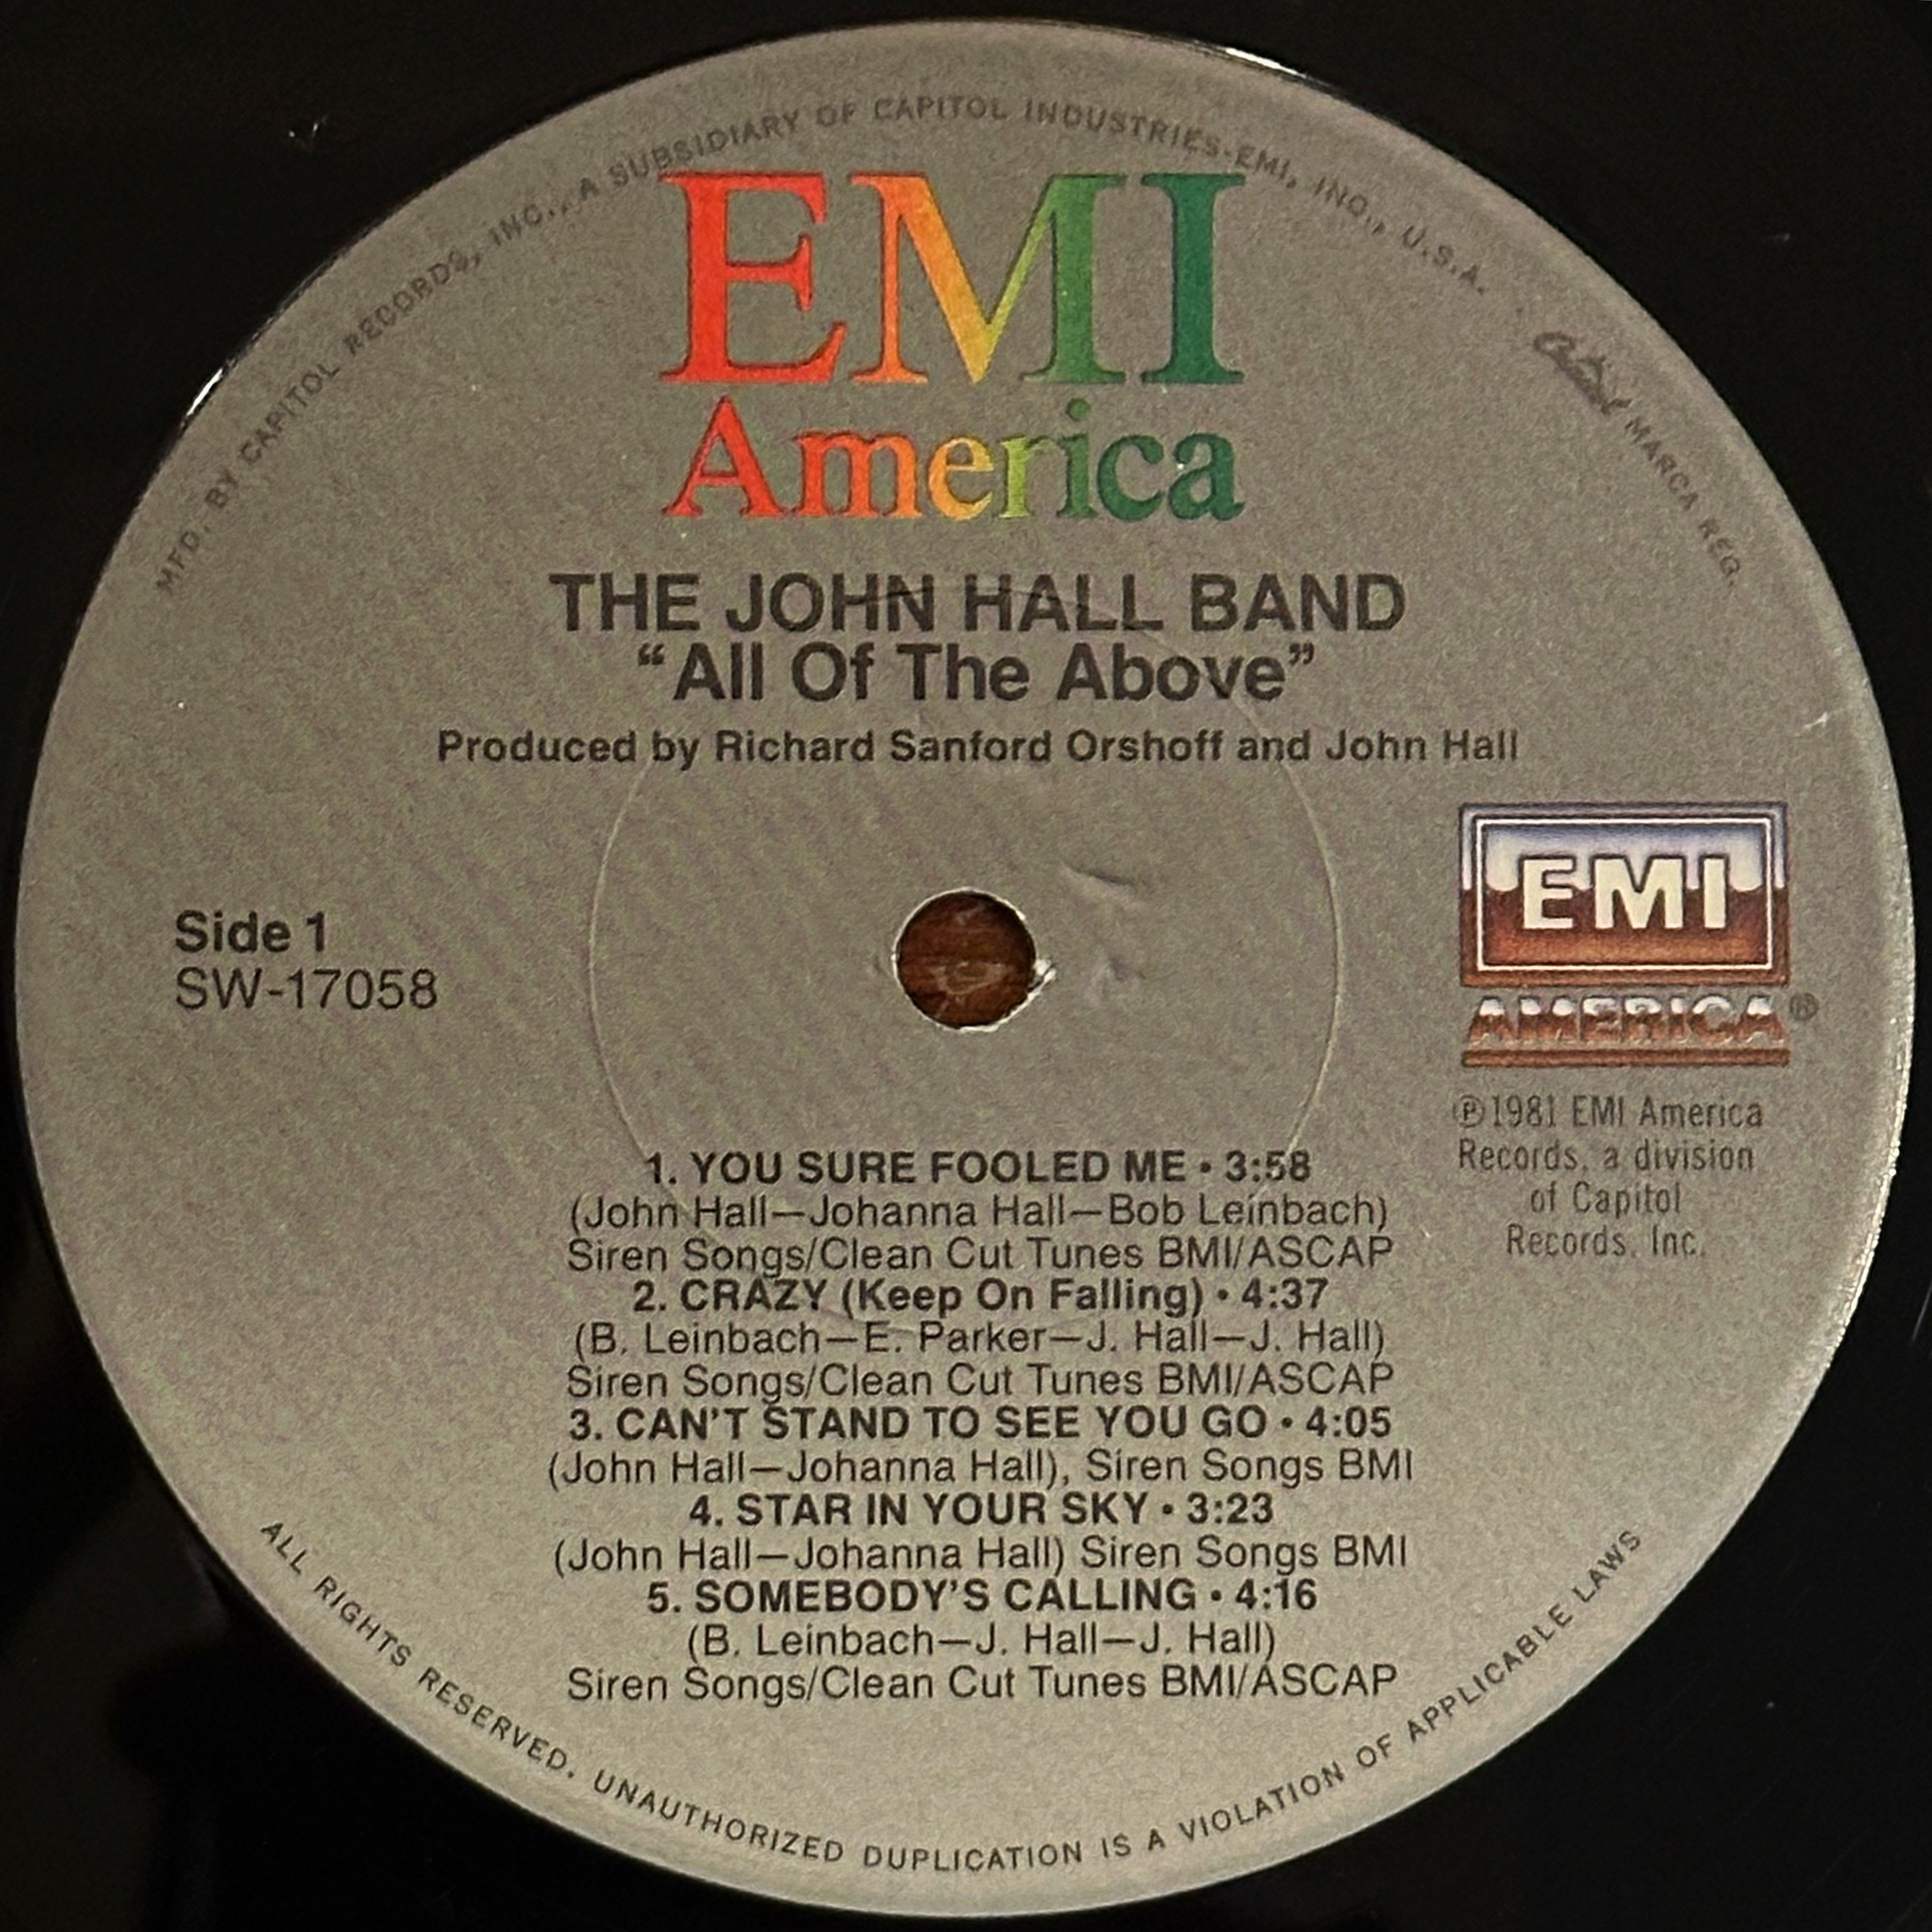 MFD. BY CAPITOL RECORDS, INC., A SUBSIDIARY OF CAPITOL INDUSTRIES-EMI, INC., U.S.A. Capitol MARCA REG.
EMI
America
THE JOHN HALL BAND
“All Of The Above”
Produced by Richard Sanford Orshoff and John Hall
Side 1
SW-17058
EMI
AMERICA®
℗1981 EMI America
Records, a division
of Capitol
Records, Inc.
1. YOU SURE FOOLED ME • 3:58
(John Hall—Johanna Hall—Bob Leinbach)
Siren Songs/Clean Cut Tunes BMI/ASCAP
2. CRAZY (Keep On Falling) • 4:37
(B. Leinbach—E. Parker—J. Hall—J. Hall)
Siren Songs/Clean Cut Tunes BMI/ASCAP
3. CAN’T STAND TO SEE YOU GO • 4:05
(John Hall—Johanna Hall), Siren Songs BMI
4. STAR IN YOUR SKY • 3:23
(John Hall—Johanna Hall) Siren Songs BMI
5. SOMEBODY’S CALLING • 4:16
(B. Leinbach—J. Hall—J. Hall)
Siren Songs/Clean Cut Tunes BMI/ASCAP
ALL RIGHTS RESERVED. UNAUTHORIZED DUPLICATION IS A VIOLATION OF APPLICABLE LAWS